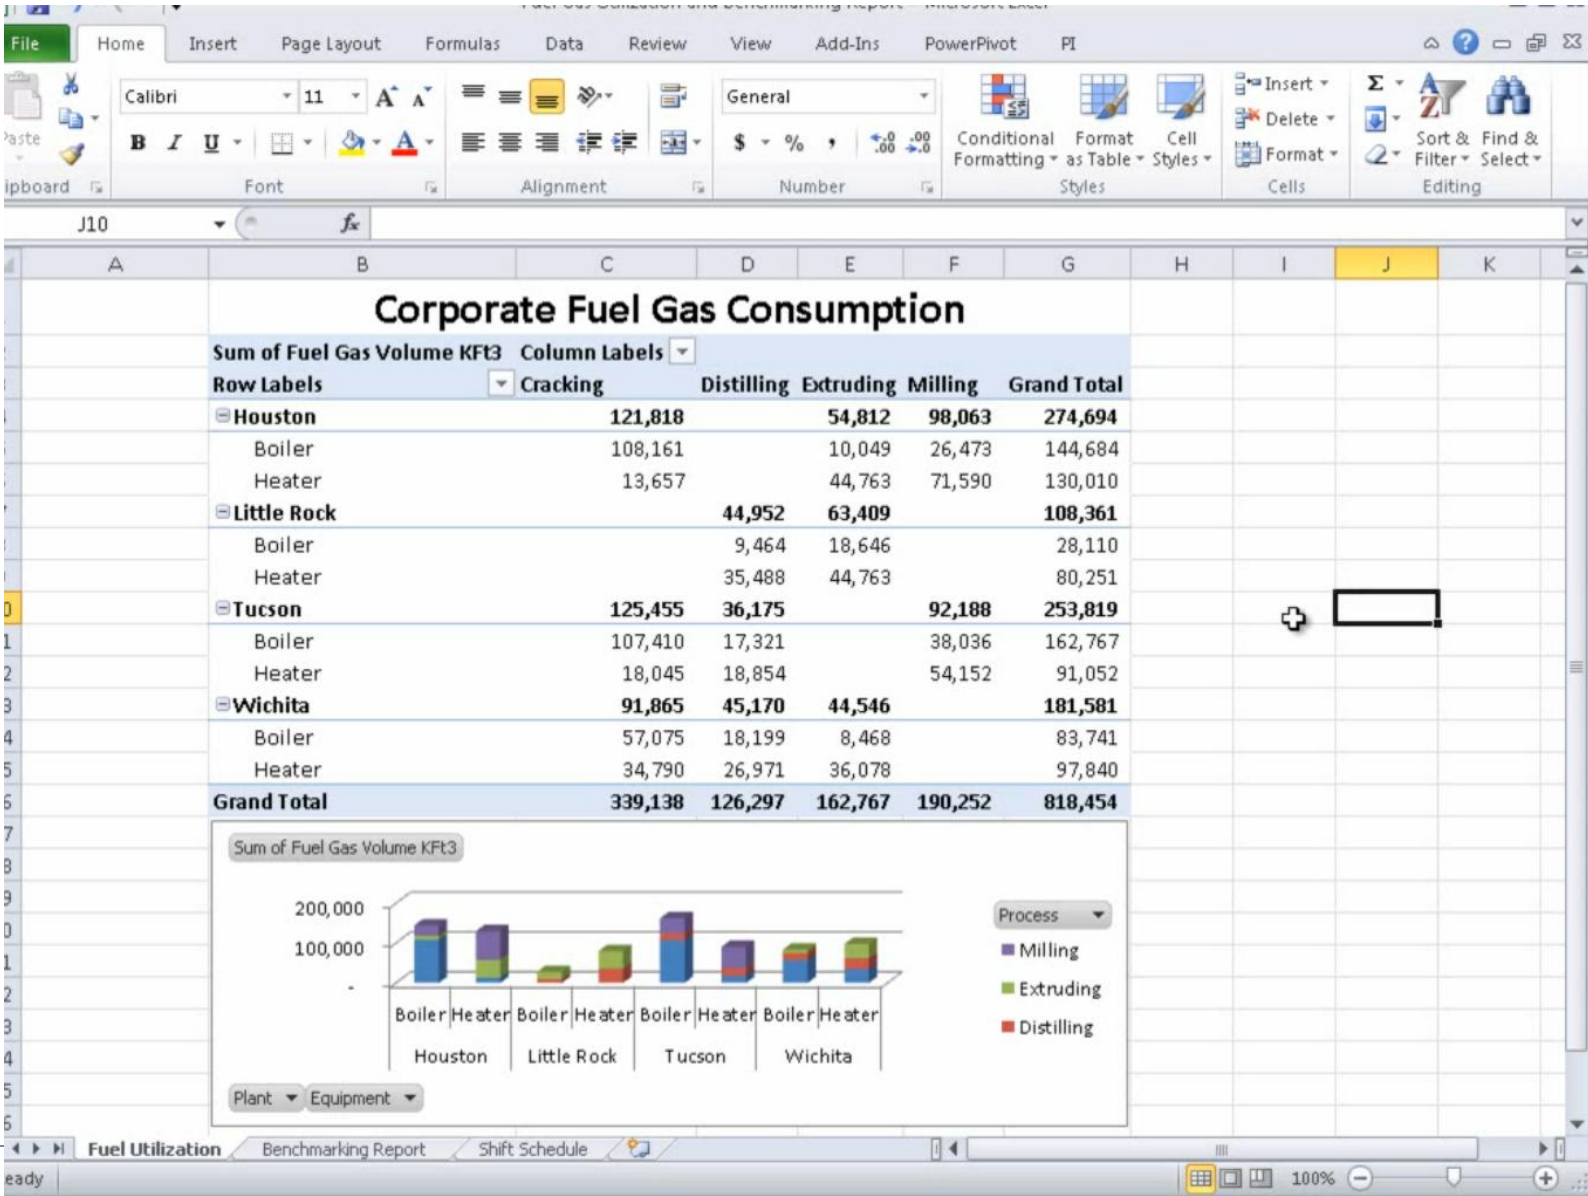 Fuel Gas Utilization and Benchmarking Report - Microsoft Excel
File Home Insert Page Layout Formulas Data Review View Add-Ins PowerPivot PI
Calibri 11 A A General Insert
Delete
B I U A $ % , .00 Conditional Format Cell Format Sort & Find &
Formatting as Table Styles Filter Select
Font Alignment Number Styles Cells Editing
J10 fx
A B C D E F G H I J K
Corporate Fuel Gas Consumption
Sum of Fuel Gas Volume KFt3 Column Labels
Row Labels Cracking Distilling Extruding Milling Grand Total
Houston 121,818 54,812 98,063 274,694
Boiler 108,161 10,049 26,473 144,684
Heater 13,657 44,763 71,590 130,010
Little Rock 44,952 63,409 108,361
Boiler 9,464 18,646 28,110
Heater 35,488 44,763 80,251
Tucson 125,455 36,175 92,188 253,819
Boiler 107,410 17,321 38,036 162,767
Heater 18,045 18,854 54,152 91,052
Wichita 91,865 45,170 44,546 181,581
Boiler 57,075 18,199 8,468 83,741
Heater 34,790 26,971 36,078 97,840
Grand Total 339,138 126,297 162,767 190,252 818,454
Sum of Fuel Gas Volume KFt3
200,000
100,000
-
Process
Milling
Extruding
Distilling
Boiler Heater Boiler Heater Boiler Heater Boiler Heater
Houston Little Rock Tucson Wichita
Plant Equipment
Fuel Utilization Benchmarking Report Shift Schedule
100%